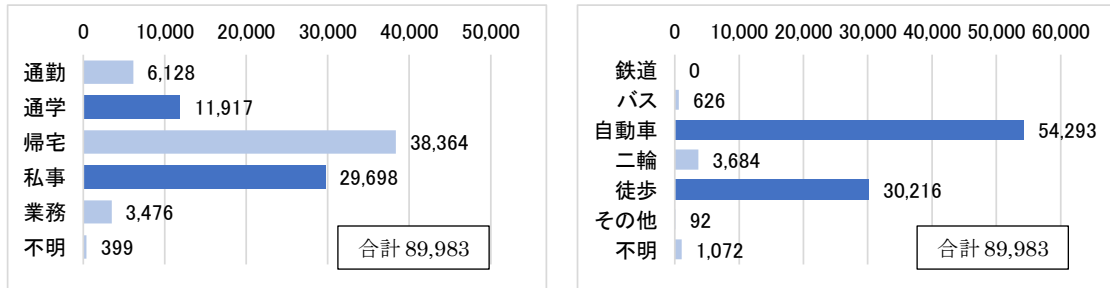 0 10,000 20,000 30,000 40,000 50,000
通勤 6,128
通学 11,917
帰宅 38,364
私事 29,698
業務 3,476
不明 399
合計 89,983
0 10,000 20,000 30,000 40,000 50,000 60,000
鉄道 0
バス 626
自動車 54,293
二輪 3,684
徒歩 30,216
その他 92
不明 1,072
合計 89,983